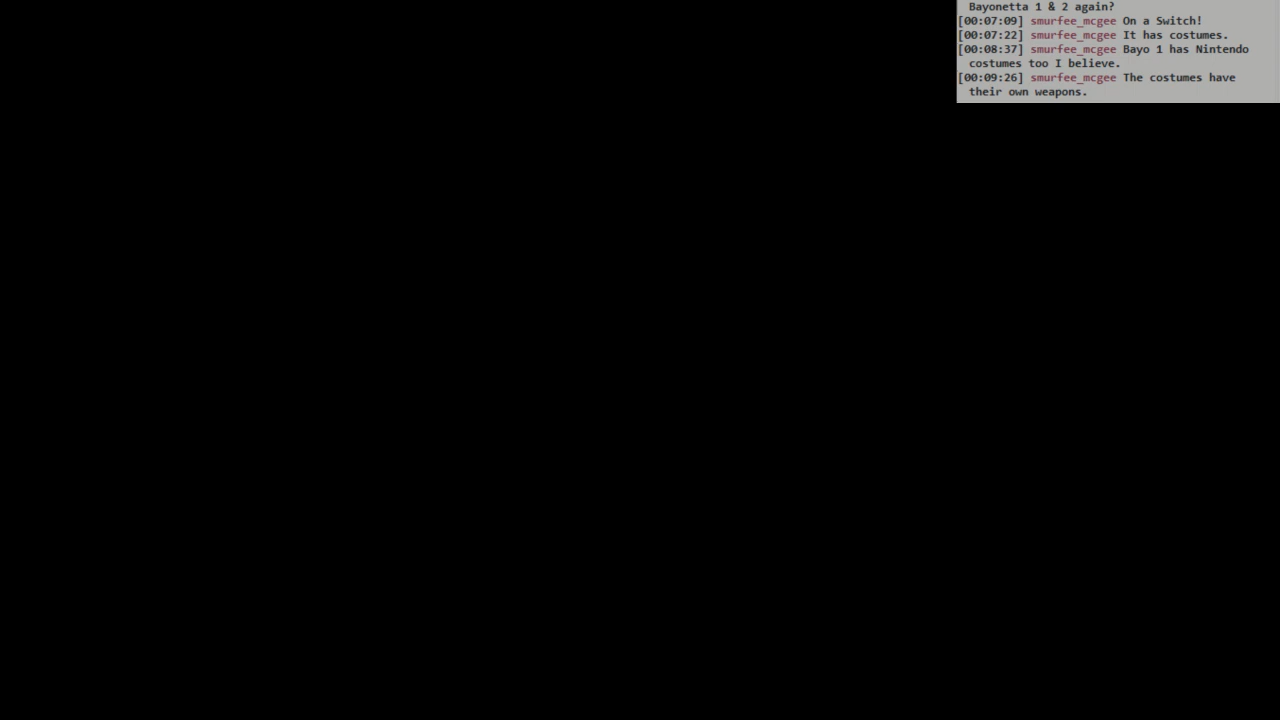 Bayonetta 1 & 2 again?
[00:07:09] smurfee_mcgee On a Switch!
[00:07:22] smurfee_mcgee It has costumes.
[00:08:37] smurfee_mcgee Bayo 1 has Nintendo
costumes too I believe.
[00:09:26] smurfee_mcgee The costumes have
their own weapons.